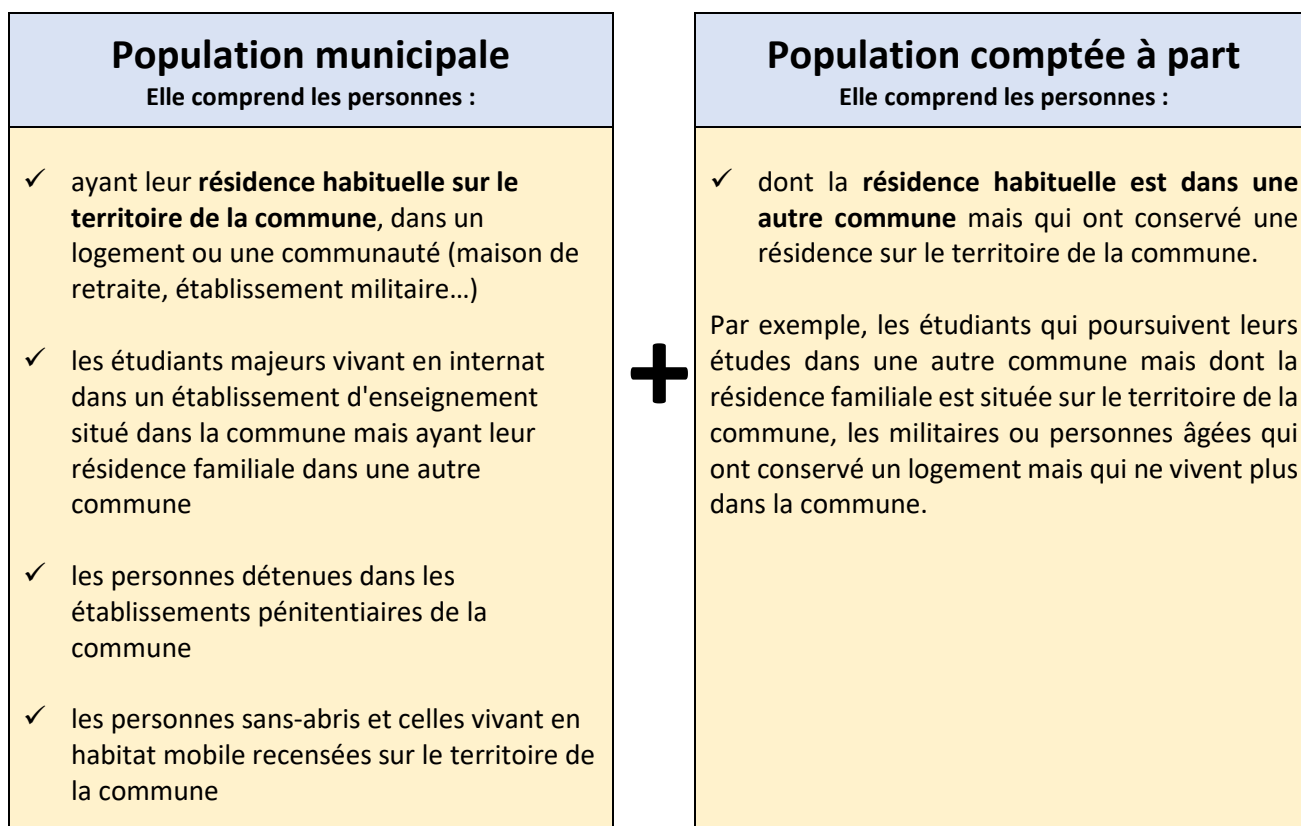 Population municipale
Elle comprend les personnes :
✓ ayant leur résidence habituelle sur le
territoire de la commune, dans un
logement ou une communauté (maison de
retraite, établissement militaire…)
✓ les étudiants majeurs vivant en internat
dans un établissement d'enseignement
situé dans la commune mais ayant leur
résidence familiale dans une autre
commune
✓ les personnes détenues dans les
établissements pénitentiaires de la
commune
✓ les personnes sans-abris et celles vivant en
habitat mobile recensées sur le territoire de
la commune
+
Population comptée à part
Elle comprend les personnes :
✓ dont la résidence habituelle est dans une
autre commune mais qui ont conservé une
résidence sur le territoire de la commune.
Par exemple, les étudiants qui poursuivent leurs
études dans une autre commune mais dont la
résidence familiale est située sur le territoire de la
commune, les militaires ou personnes âgées qui
ont conservé un logement mais qui ne vivent plus
dans la commune.